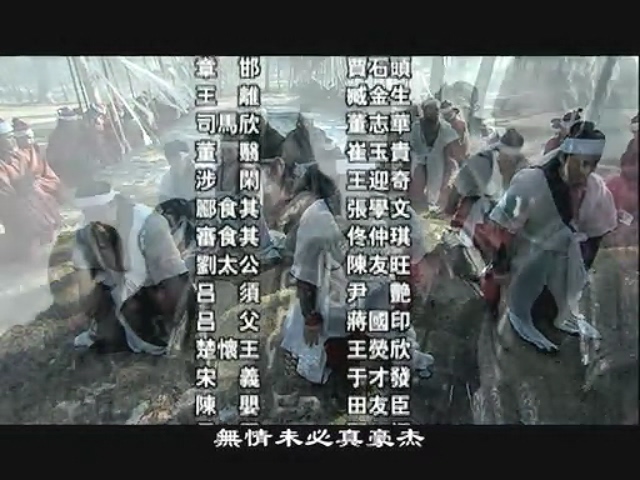 章邯 賈石頭
王離 臧金生
司馬欣 董志華
董翳 崔玉貴
涉閒 王迎奇
酈食其 張學文
審食其 佟仲琪
劉太公 陳友旺
呂須 尹艷
呂父 蔣國印
楚懷王 王熒欣
宋義 于才發
陳嬰 田友臣
無情未必真豪杰